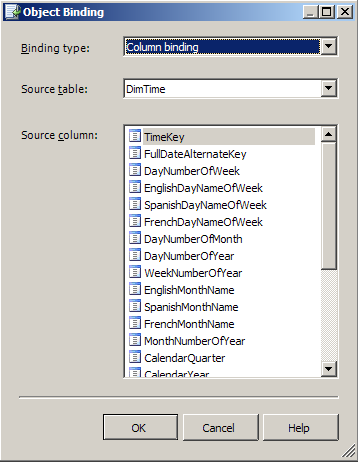 Object Binding
Binding type: Column binding
Source table: DimTime
Source column: TimeKey
FullDateAlternateKey
DayNumberOfWeek
EnglishDayNameOfWeek
SpanishDayNameOfWeek
FrenchDayNameOfWeek
DayNumberOfMonth
DayNumberOfYear
WeekNumberOfYear
EnglishMonthName
SpanishMonthName
FrenchMonthName
MonthNumberOfYear
CalendarQuarter
CalendarYear
OK Cancel Help